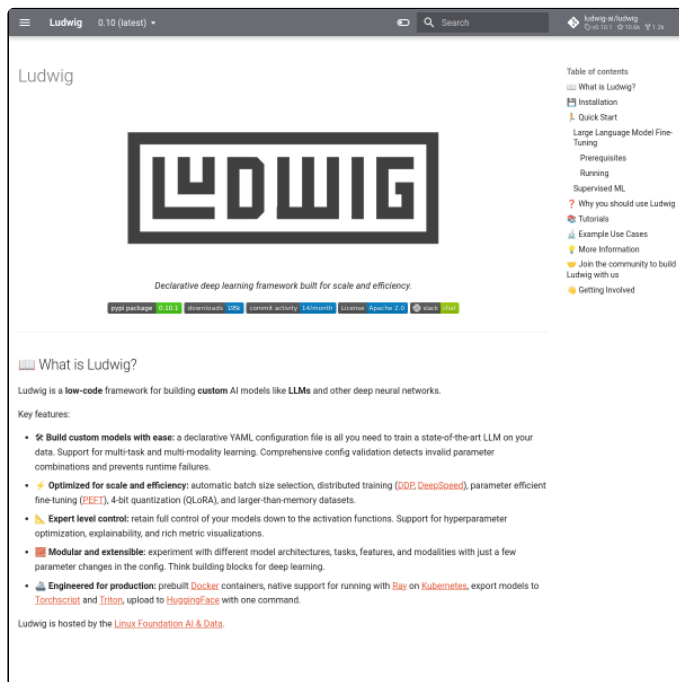 Ludwig 0.10 (latest) Search ludwig-ai/ludwig
v0.10.1 10.6k 1.2k
Ludwig
LUDWIG
Declarative deep learning framework built for scale and efficiency.
pypi package 0.10.1 downloads 195k commit activity 14/month License Apache 2.0 slack chat
📖 What is Ludwig?
Ludwig is a low-code framework for building custom AI models like LLMs and other deep neural networks.
Key features:
• 🛠 Build custom models with ease: a declarative YAML configuration file is all you need to train a state-of-the-art LLM on your
data. Support for multi-task and multi-modality learning. Comprehensive config validation detects invalid parameter
combinations and prevents runtime failures.
• ⚡ Optimized for scale and efficiency: automatic batch size selection, distributed training (DDP, DeepSpeed), parameter efficient
fine-tuning (PEFT), 4-bit quantization (QLoRA), and larger-than-memory datasets.
• 📐 Expert level control: retain full control of your models down to the activation functions. Support for hyperparameter
optimization, explainability, and rich metric visualizations.
• 🧱 Modular and extensible: experiment with different model architectures, tasks, features, and modalities with just a few
parameter changes in the config. Think building blocks for deep learning.
• 🚢 Engineered for production: prebuilt Docker containers, native support for running with Ray on Kubernetes, export models to
Torchscript and Triton, upload to HuggingFace with one command.
Ludwig is hosted by the Linux Foundation AI & Data.
Table of contents
📖 What is Ludwig?
💾 Installation
🏃 Quick Start
Large Language Model Fine-
Tuning
Prerequisites
Running
Supervised ML
❓ Why you should use Ludwig
📚 Tutorials
🔬 Example Use Cases
💡 More Information
🤝 Join the community to build
Ludwig with us
👋 Getting Involved